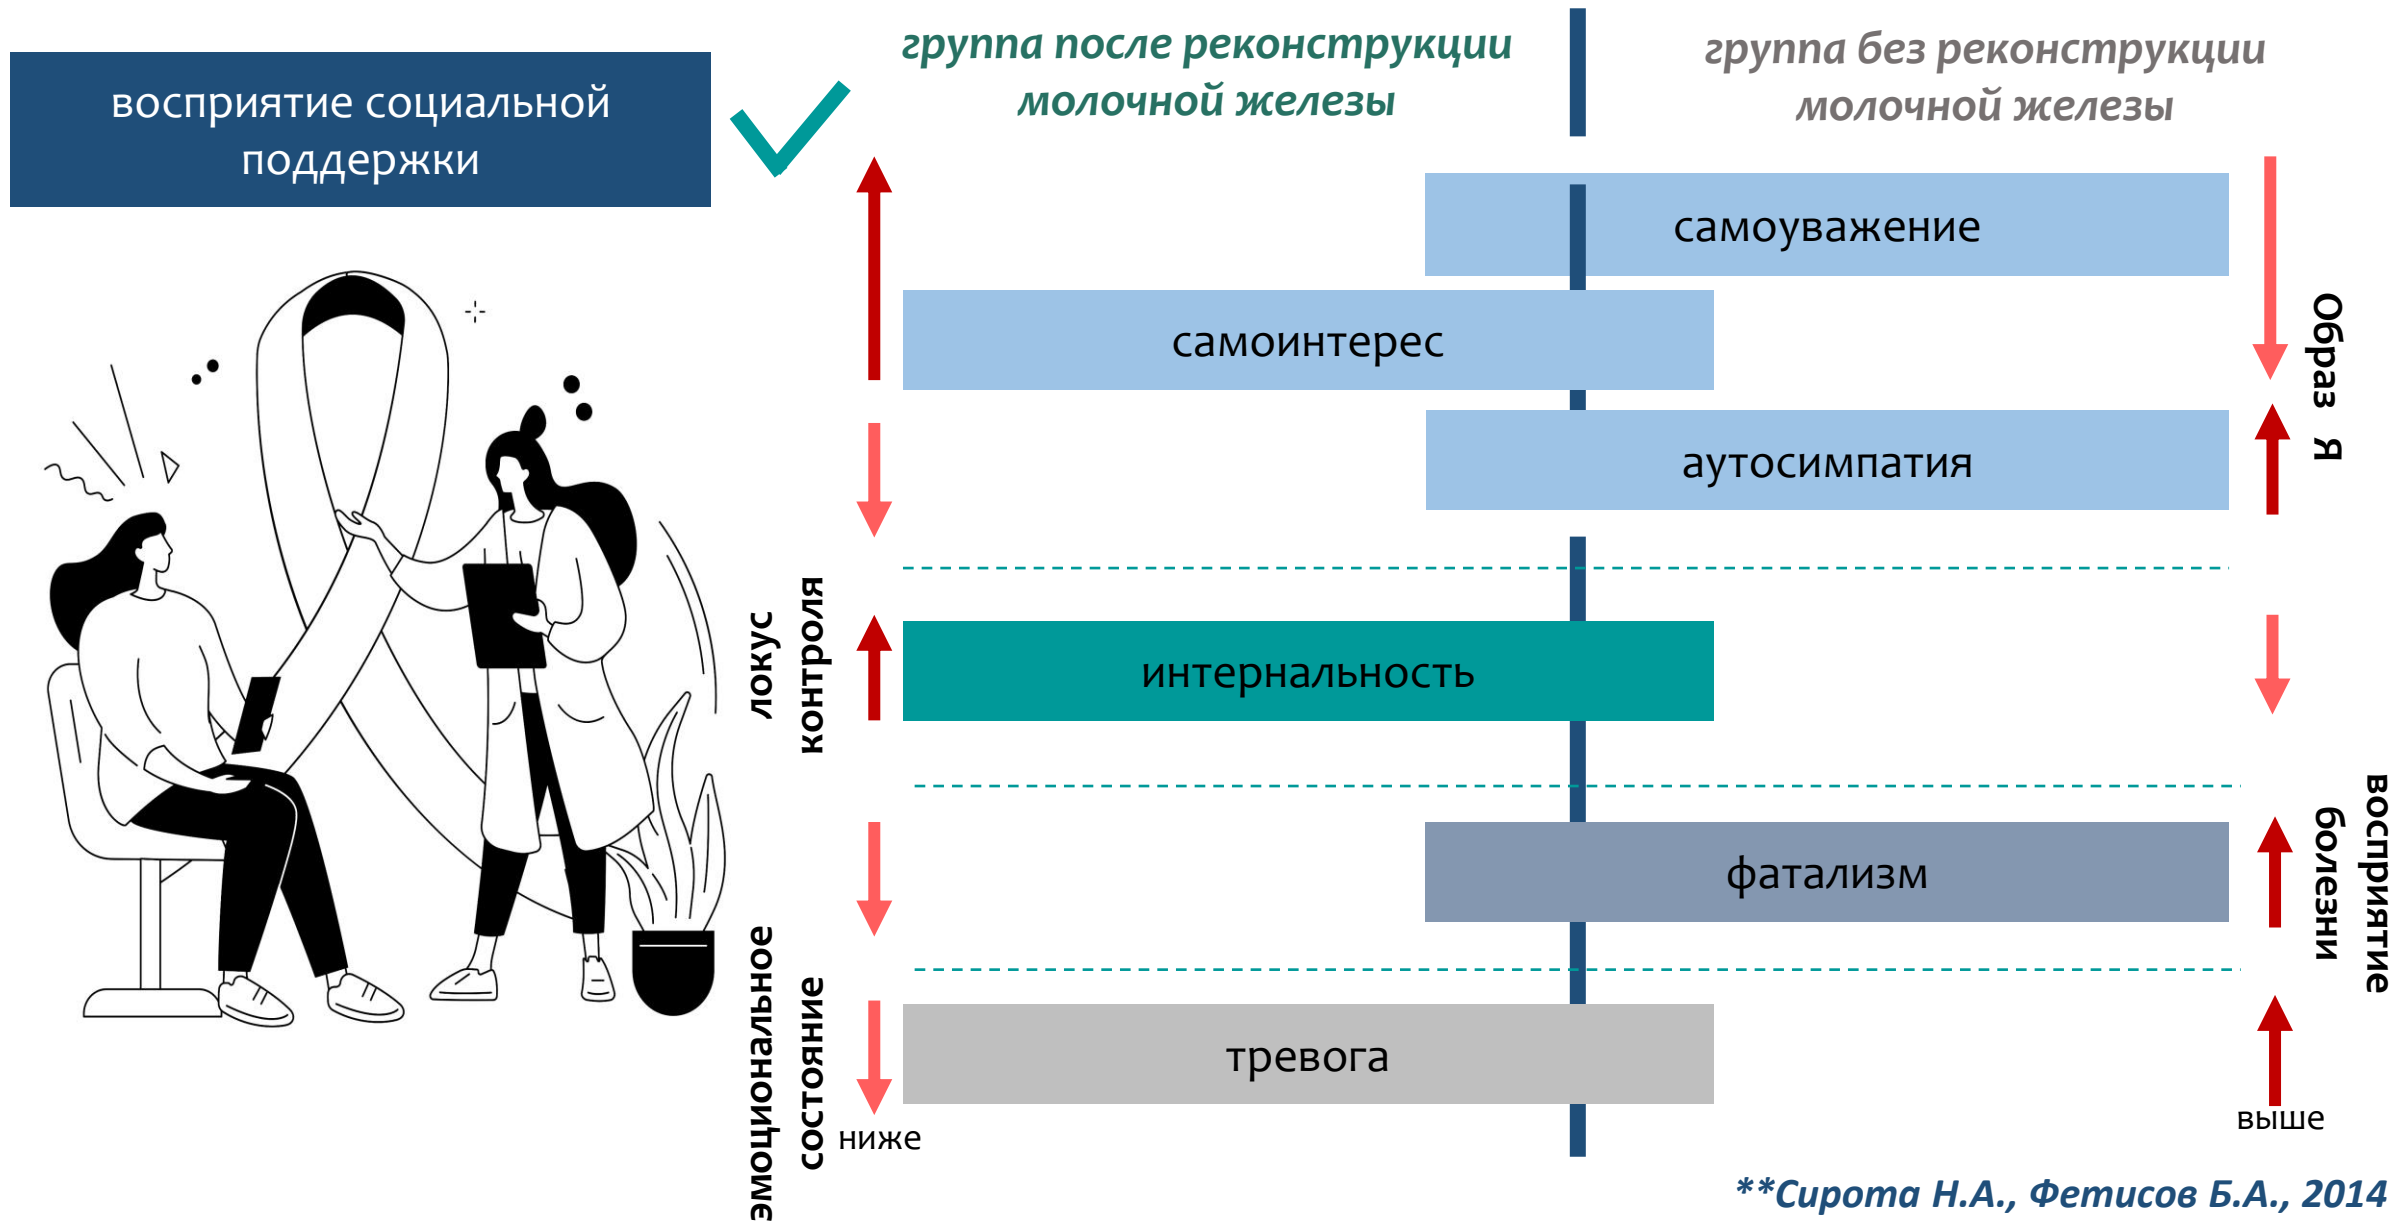 восприятие социальной
поддержки
группа после реконструкции
молочной железы
группа без реконструкции
молочной железы
самоуважение
самоинтерес
аутосимпатия
Образ Я
локус
контроля
интернальность
фатализм
восприятие
болезни
эмоциональное
состояние
тревога
ниже
выше
**Сирота Н.А., Фетисов Б.А., 2014